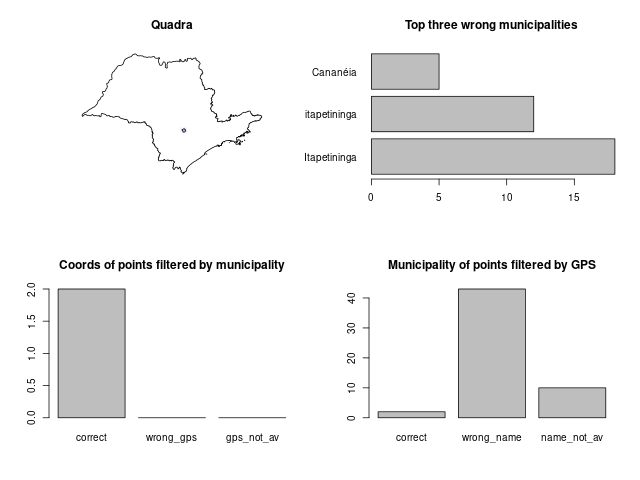 Quadra
Top three wrong municipalities
Cananéia
itapetininga
Itapetininga
0 5 10 15
Coords of points filtered by municipality
2.0
1.5
1.0
0.5
0.0
correct wrong_gps gps_not_av
Municipality of points filtered by GPS
40
30
20
10
0
correct wrong_name name_not_av